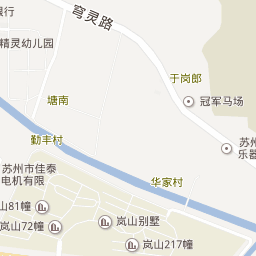 银行
穹灵路
精灵幼儿园
于岗郎
塘南
冠军马场
勤丰村
苏州
乐器
苏州市佳泰
电机有限
华家村
岚山81幢
岚山别墅
岚山72幢
岚山217幢